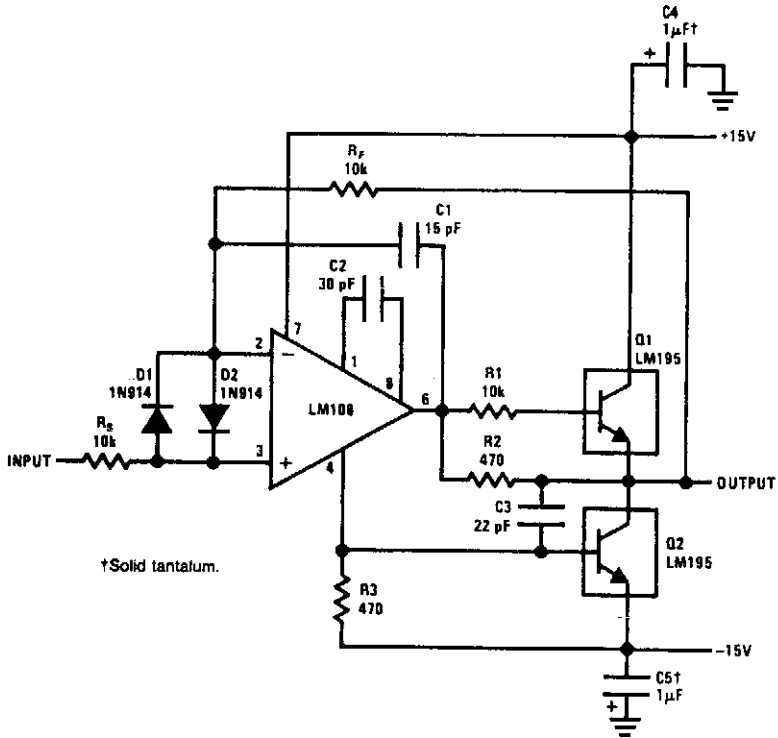 C4
1μF†
+
+15V
R_F
10k
C1
15 pF
C2
30 pF
7
Q1
LM195
2
−
1
8
D1
1N914
D2
1N914
LM108
6
R1
10k
R_S
10k
3
+
4
R2
470
INPUT
OUTPUT
C3
22 pF
Q2
LM195
†Solid tantalum.
R3
470
−15V
C5†
1μF
+